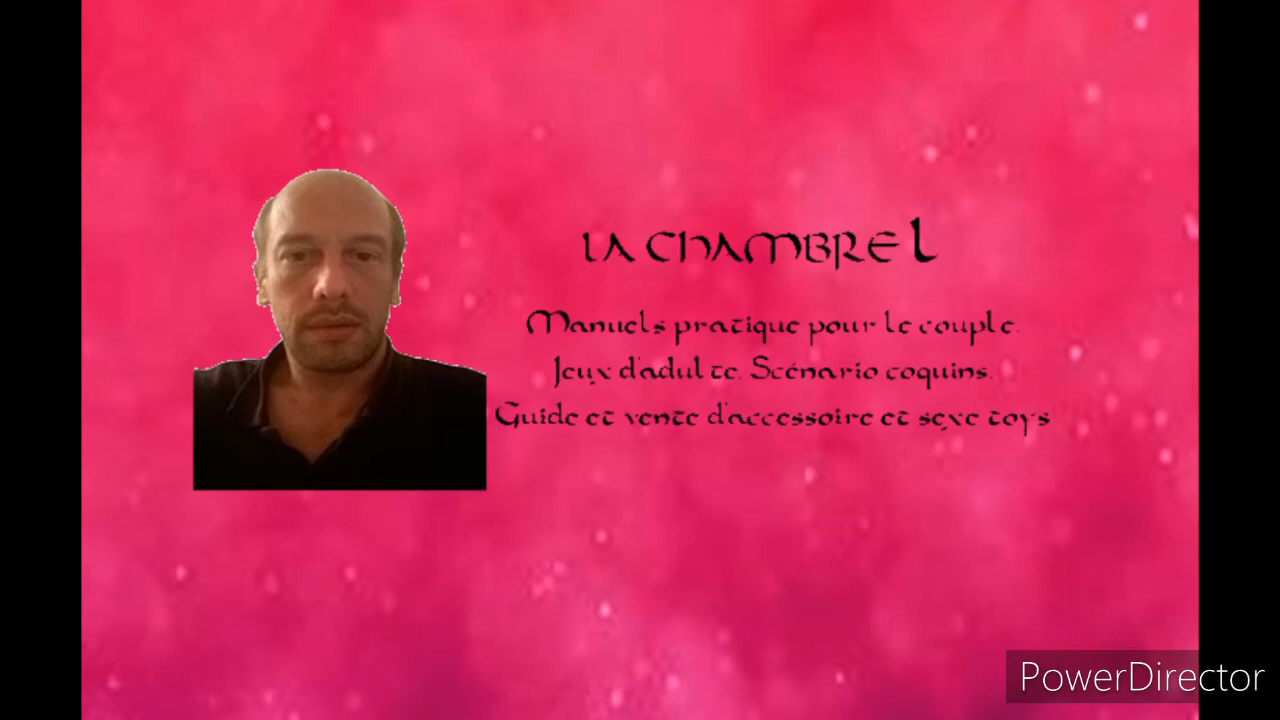 LA CHAMBRE L
Manuels pratique pour le couple.
Jeux d'adulte. Scénario coquins.
Guide et vente d'accessoire et sexe toys
PowerDirector